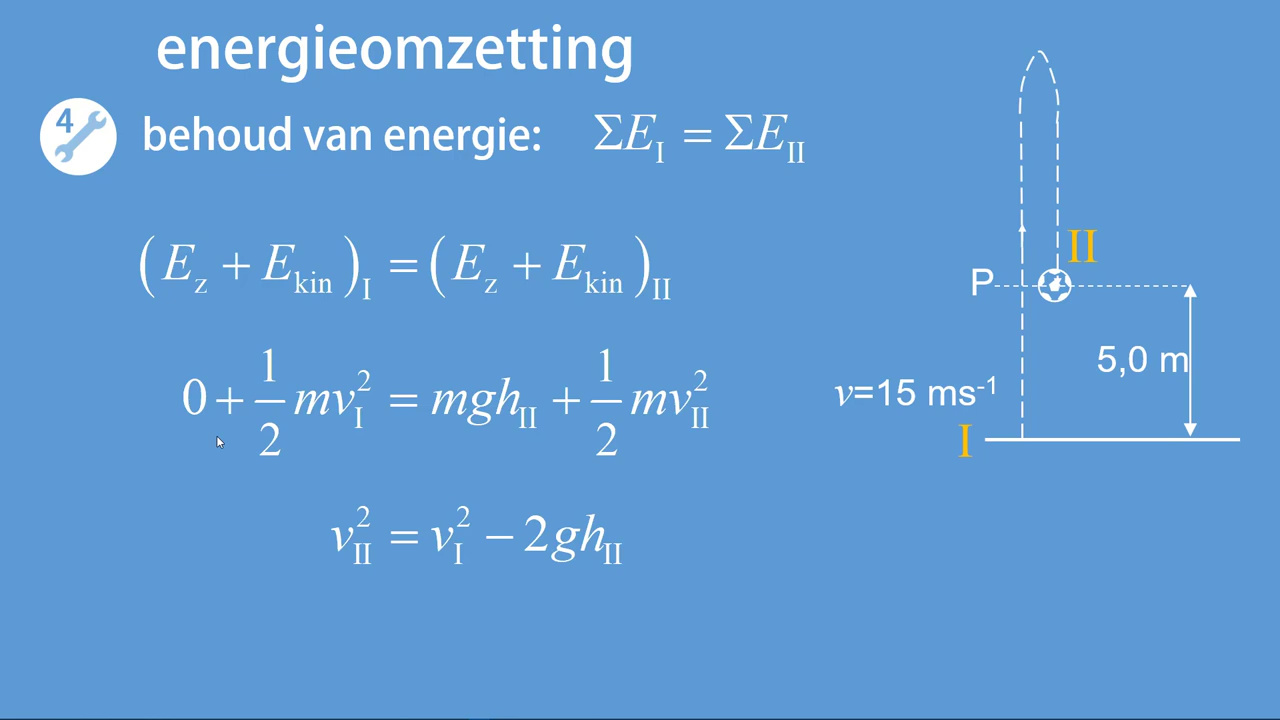 energieomzetting
4
behoud van energie: ΣE_I = ΣE_II
(E_z + E_kin)_I = (E_z + E_kin)_II
0 + 1/2 mv_I^2 = mgh_II + 1/2 mv_II^2
v_II^2 = v_I^2 − 2gh_II
II
P
5,0 m
v=15 ms^-1
I